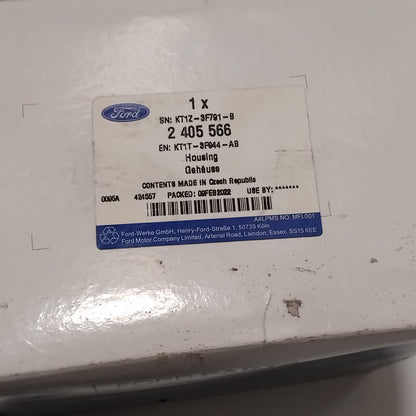 Ford
1 x
SN: KT1Z-3F791-B
2 405 566
EN: KT1T-3F944-AB
Housing
Gehäuse
CONTENTS MADE IN Czech Republic
0095A 424557 PACKED: 09FEB2022 USE BY: *******
A4LPMS NO. MFL001
Ford-Werke GmbH, Henry-Ford-Straße 1, 50735 Köln
Ford Motor Company Limited, Arterial Road, Laindon, Essex, SS15 6EE